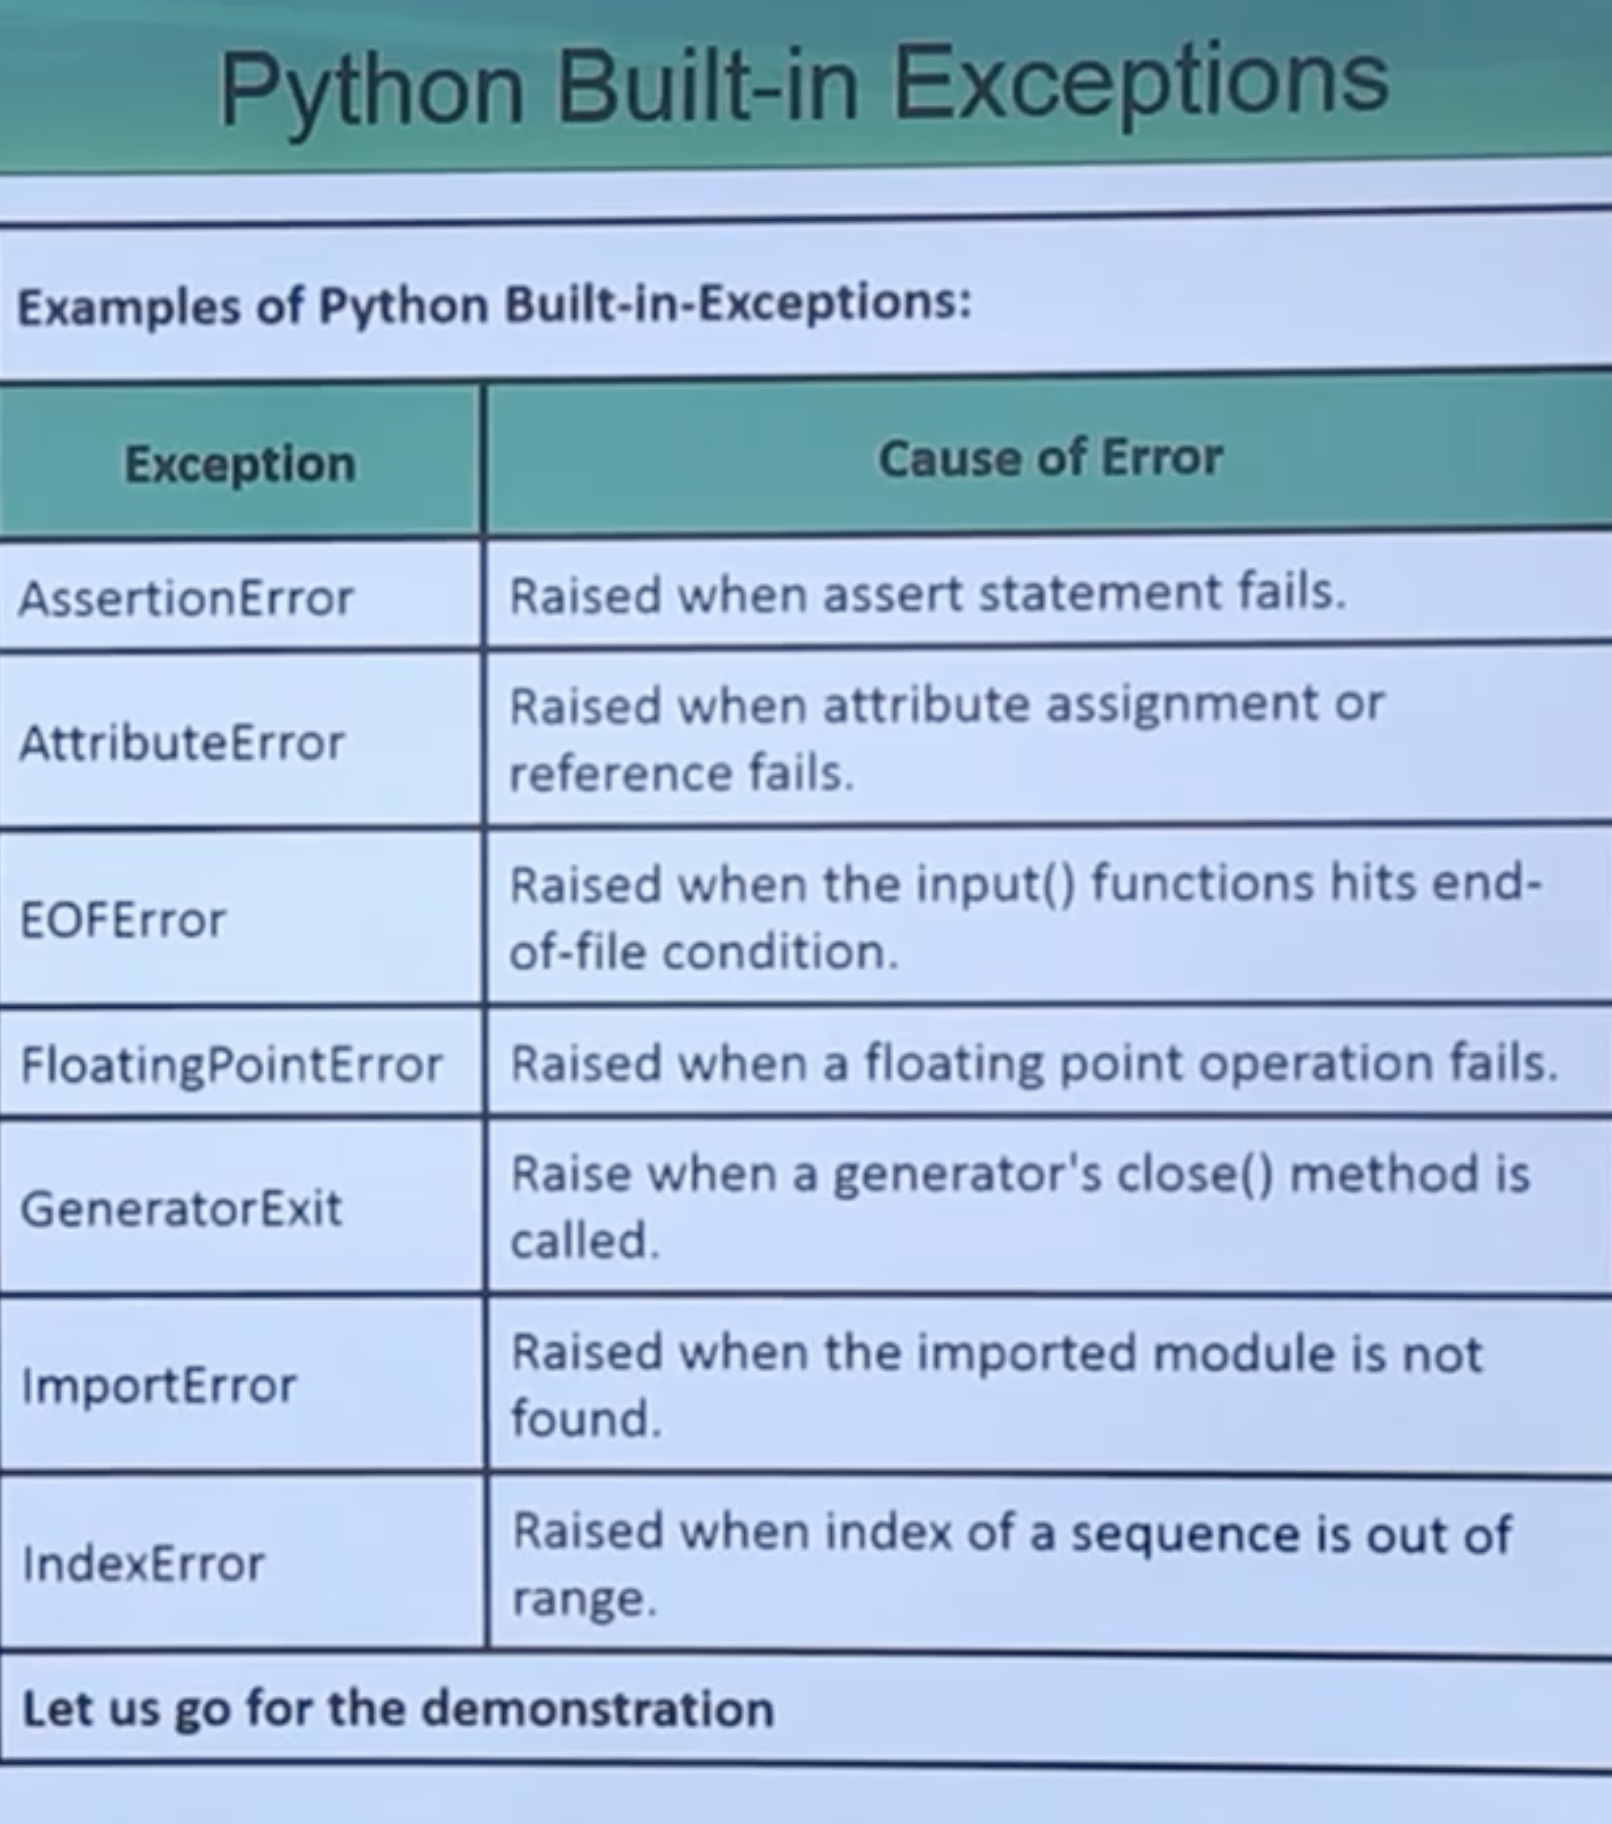 Python Built-in Exceptions
Examples of Python Built-in-Exceptions:
Exception
Cause of Error
AssertionError
Raised when assert statement fails.
AttributeError
Raised when attribute assignment or
reference fails.
EOFError
Raised when the input() functions hits end-
of-file condition.
FloatingPointError
Raised when a floating point operation fails.
GeneratorExit
Raise when a generator's close() method is
called.
ImportError
Raised when the imported module is not
found.
IndexError
Raised when index of a sequence is out of
range.
Let us go for the demonstration